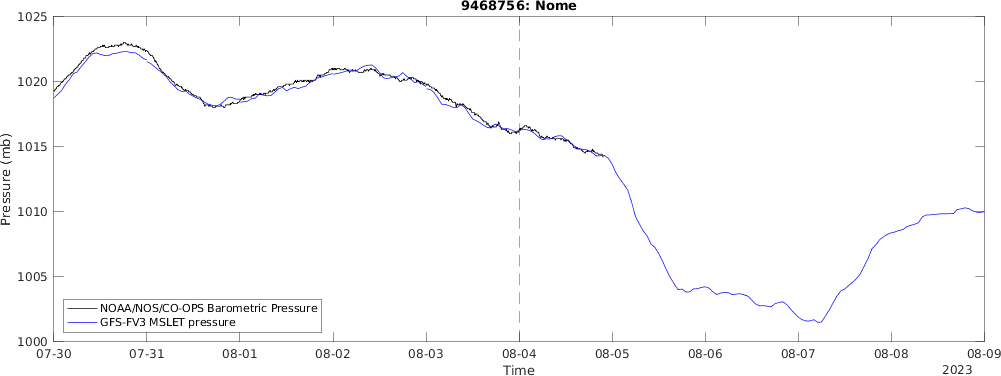 9468756: Nome
1025
1020
1015
1010
1005
1000
Pressure (mb)
NOAA/NOS/CO-OPS Barometric Pressure
GFS-FV3 MSLET pressure
07-30 07-31 08-01 08-02 08-03 08-04 08-05 08-06 08-07 08-08 08-09
Time
2023